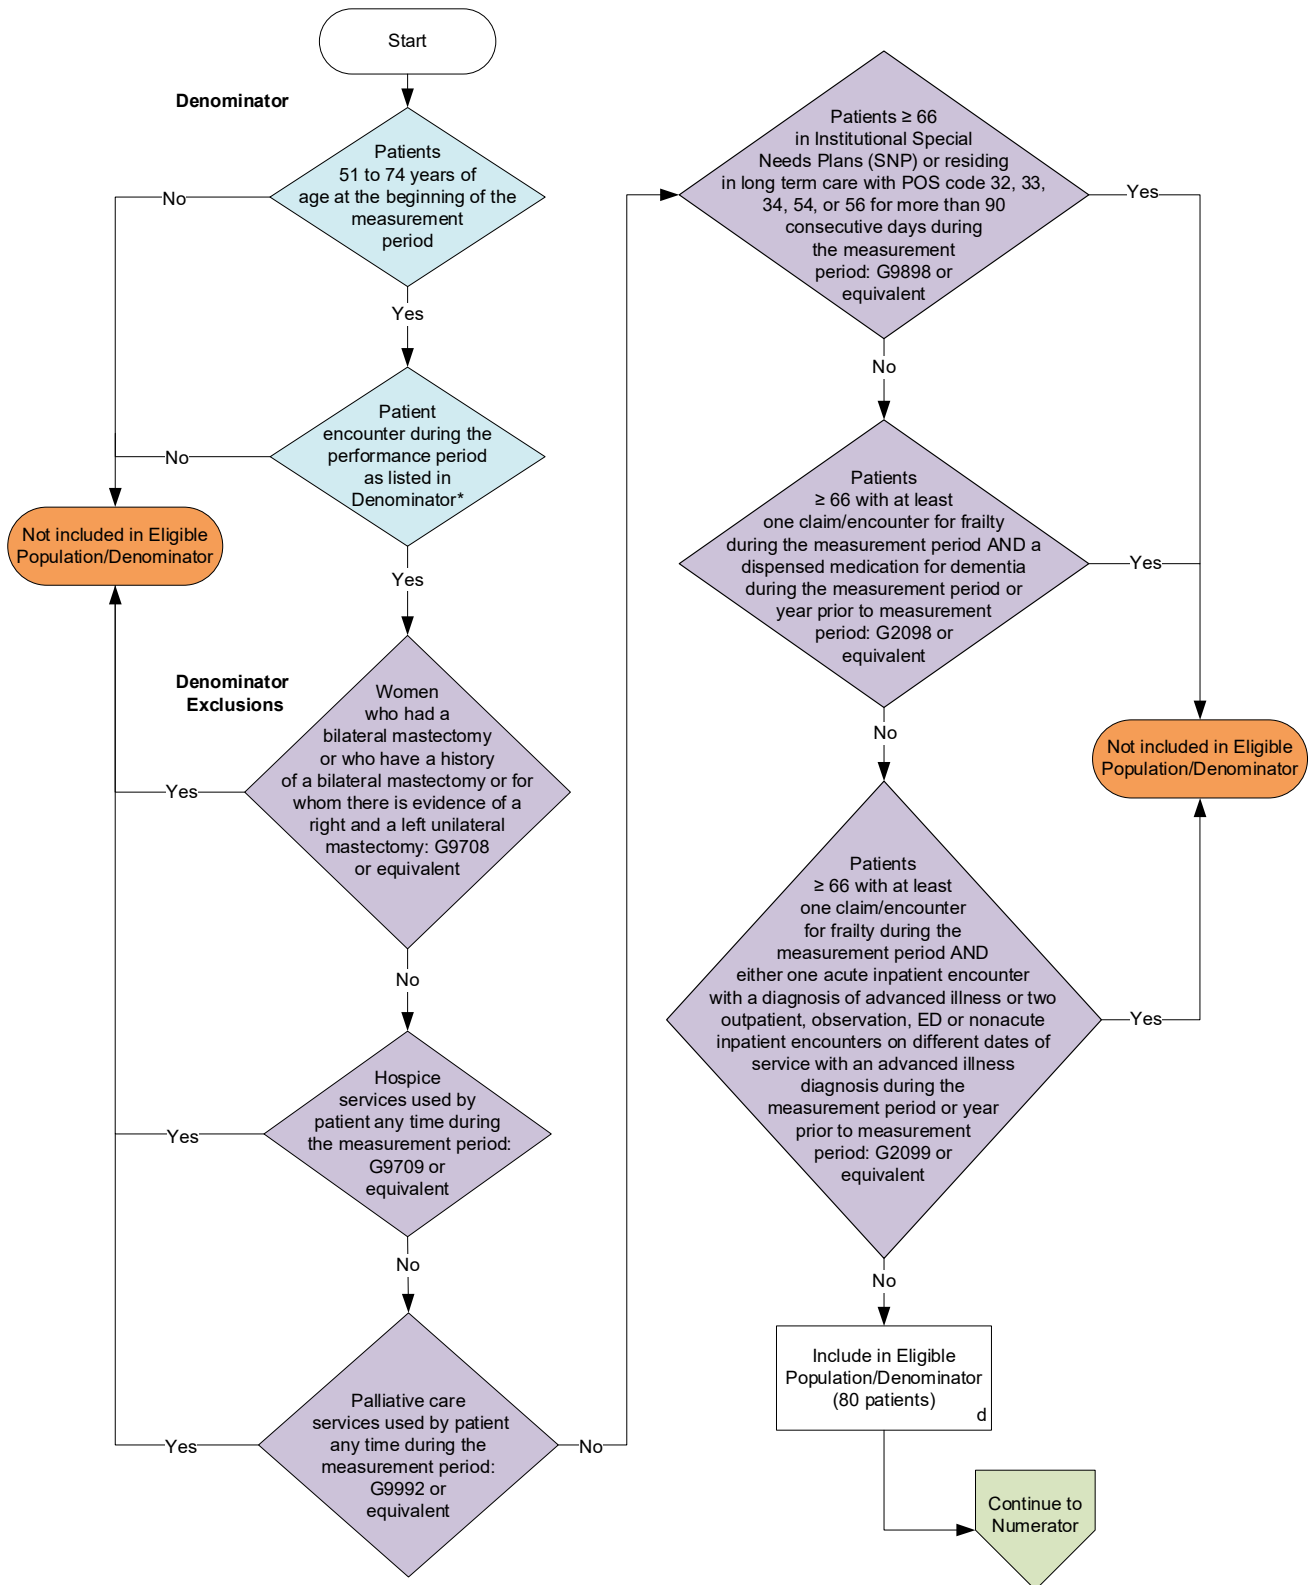 Start
Denominator
Patients
51 to 74 years of
age at the beginning of the
measurement
period
No
Yes
Patient
encounter during the
performance period
as listed in
Denominator*
No
Not included in Eligible
Population/Denominator
Yes
Denominator
Exclusions
Women
who had a
bilateral mastectomy
or who have a history
of a bilateral mastectomy or for
whom there is evidence of a
right and a left unilateral
mastectomy: G9708
or equivalent
Yes
No
Hospice
services used by
patient any time during
the measurement period:
G9709 or
equivalent
Yes
No
Palliative care
services used by patient
any time during the
measurement period:
G9992 or
equivalent
Yes
No
Patients ≥ 66
in Institutional Special
Needs Plans (SNP) or residing
in long term care with POS code 32, 33,
34, 54, or 56 for more than 90
consecutive days during
the measurement
period: G9898 or
equivalent
Yes
No
Patients
≥ 66 with at least
one claim/encounter for frailty
during the measurement period AND a
dispensed medication for dementia
during the measurement period or
year prior to measurement
period: G2098 or
equivalent
Yes
No
Not included in Eligible
Population/Denominator
Patients
≥ 66 with at least
one claim/encounter
for frailty during the
measurement period AND
either one acute inpatient encounter
with a diagnosis of advanced illness or two
outpatient, observation, ED or nonacute
inpatient encounters on different dates of
service with an advanced illness
diagnosis during the
measurement period or year
prior to measurement
period: G2099 or
equivalent
Yes
No
Include in Eligible
Population/Denominator
(80 patients)
d
Continue to
Numerator